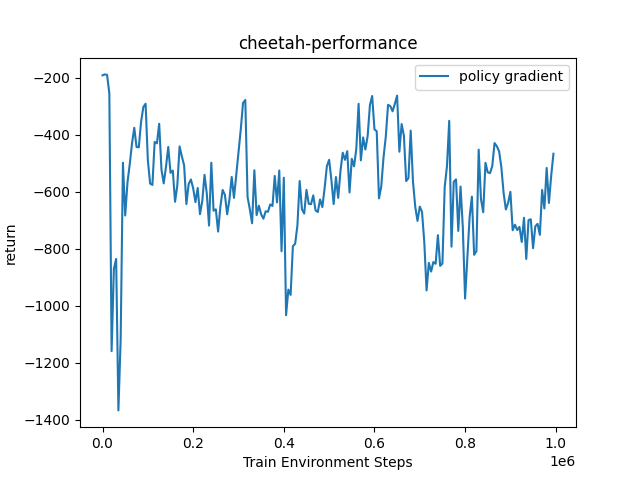 cheetah-performance
policy gradient
return
−200
−400
−600
−800
−1000
−1200
−1400
0.0 0.2 0.4 0.6 0.8 1.0
1e6
Train Environment Steps